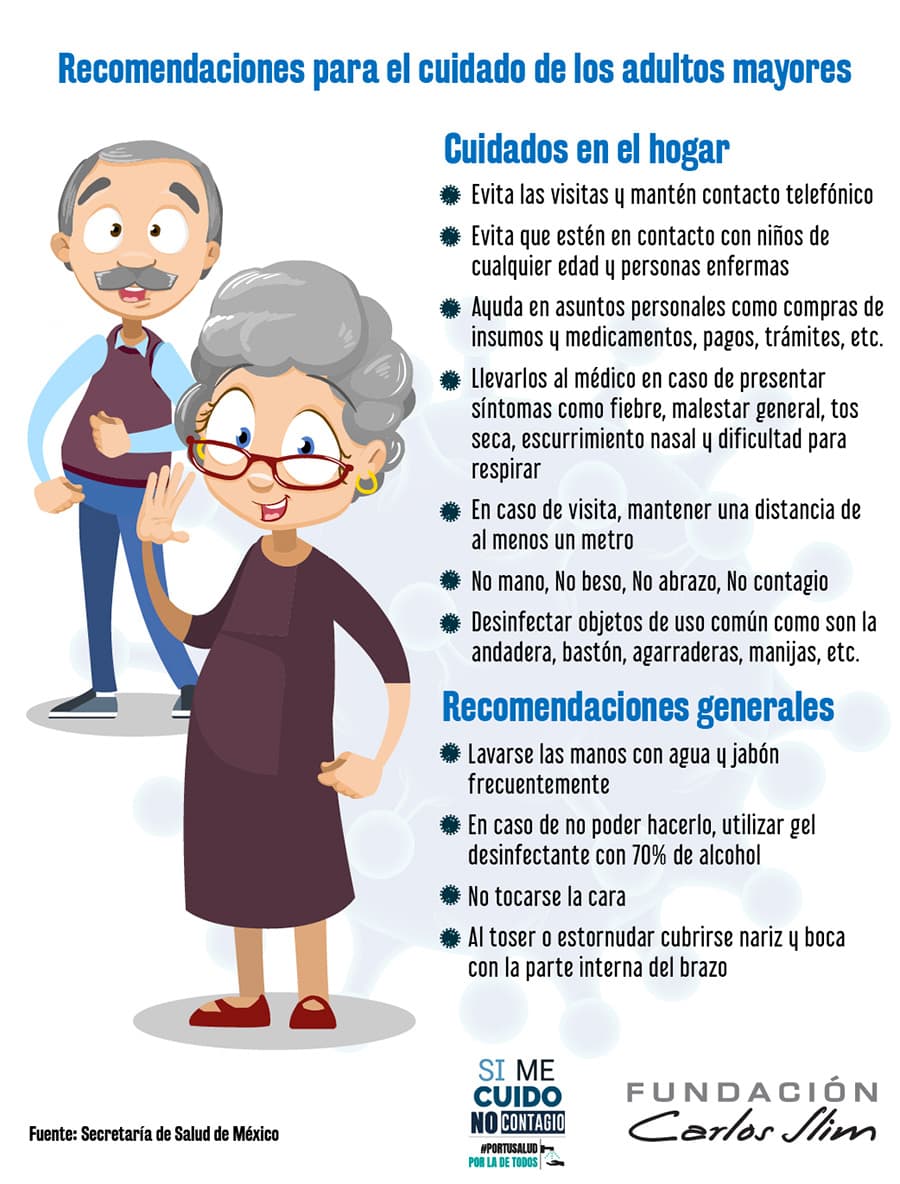 Recomendaciones para el cuidado de los adultos mayores
Cuidados en el hogar
Evita las visitas y mantén contacto telefónico
Evita que estén en contacto con niños de
cualquier edad y personas enfermas
Ayuda en asuntos personales como compras de
insumos y medicamentos, pagos, trámites, etc.
Llevarlos al médico en caso de presentar
síntomas como fiebre, malestar general, tos
seca, escurrimiento nasal y dificultad para
respirar
En caso de visita, mantener una distancia de
al menos un metro
No mano, No beso, No abrazo, No contagio
Desinfectar objetos de uso común como son la
andadera, bastón, agarraderas, manijas, etc.
Recomendaciones generales
Lavarse las manos con agua y jabón
frecuentemente
En caso de no poder hacerlo, utilizar gel
desinfectante con 70% de alcohol
No tocarse la cara
Al toser o estornudar cubrirse nariz y boca
con la parte interna del brazo
Fuente: Secretaría de Salud de México
SI ME
CUIDO
NO CONTAGIO
#PORTUSALUD
POR LA DE TODOS
FUNDACIÓN
Carlos Slim